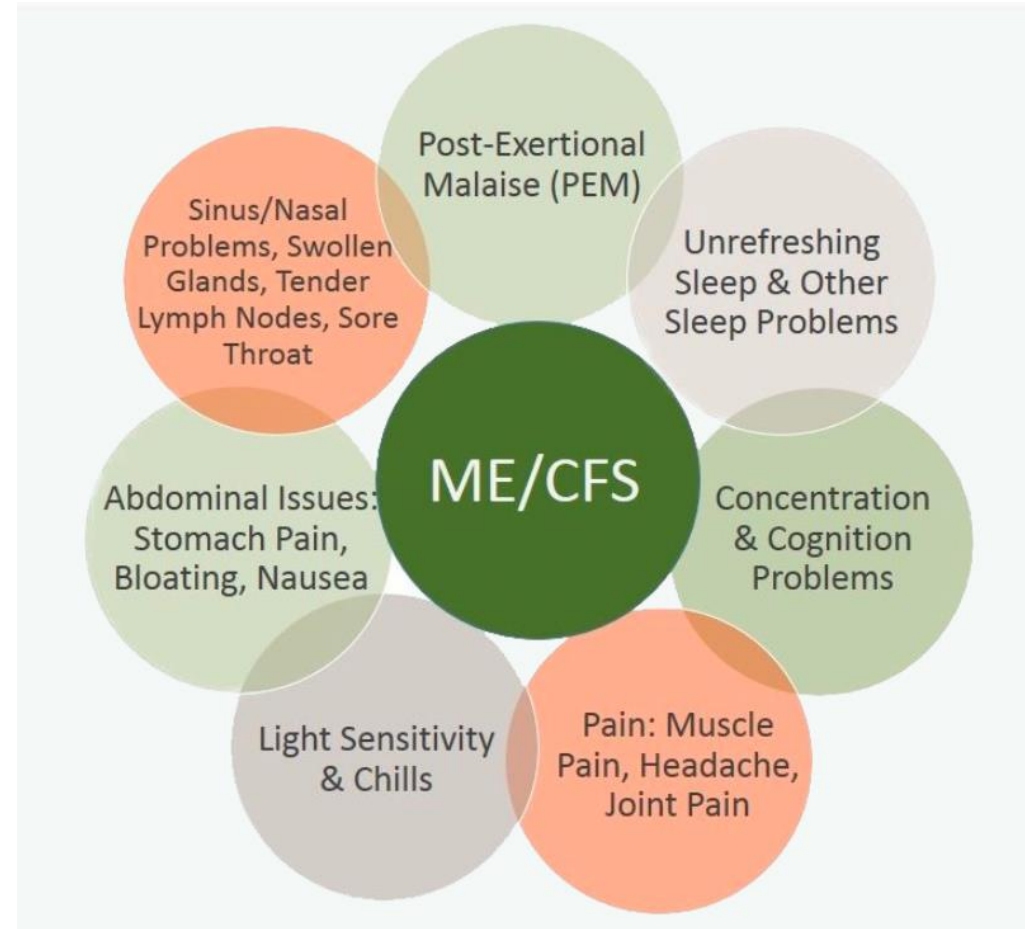 Post-Exertional
Malaise (PEM)
Unrefreshing
Sleep & Other
Sleep Problems
Concentration
& Cognition
Problems
Pain: Muscle
Pain, Headache,
Joint Pain
Light Sensitivity
& Chills
Abdominal Issues:
Stomach Pain,
Bloating, Nausea
Sinus/Nasal
Problems, Swollen
Glands, Tender
Lymph Nodes, Sore
Throat
ME/CFS